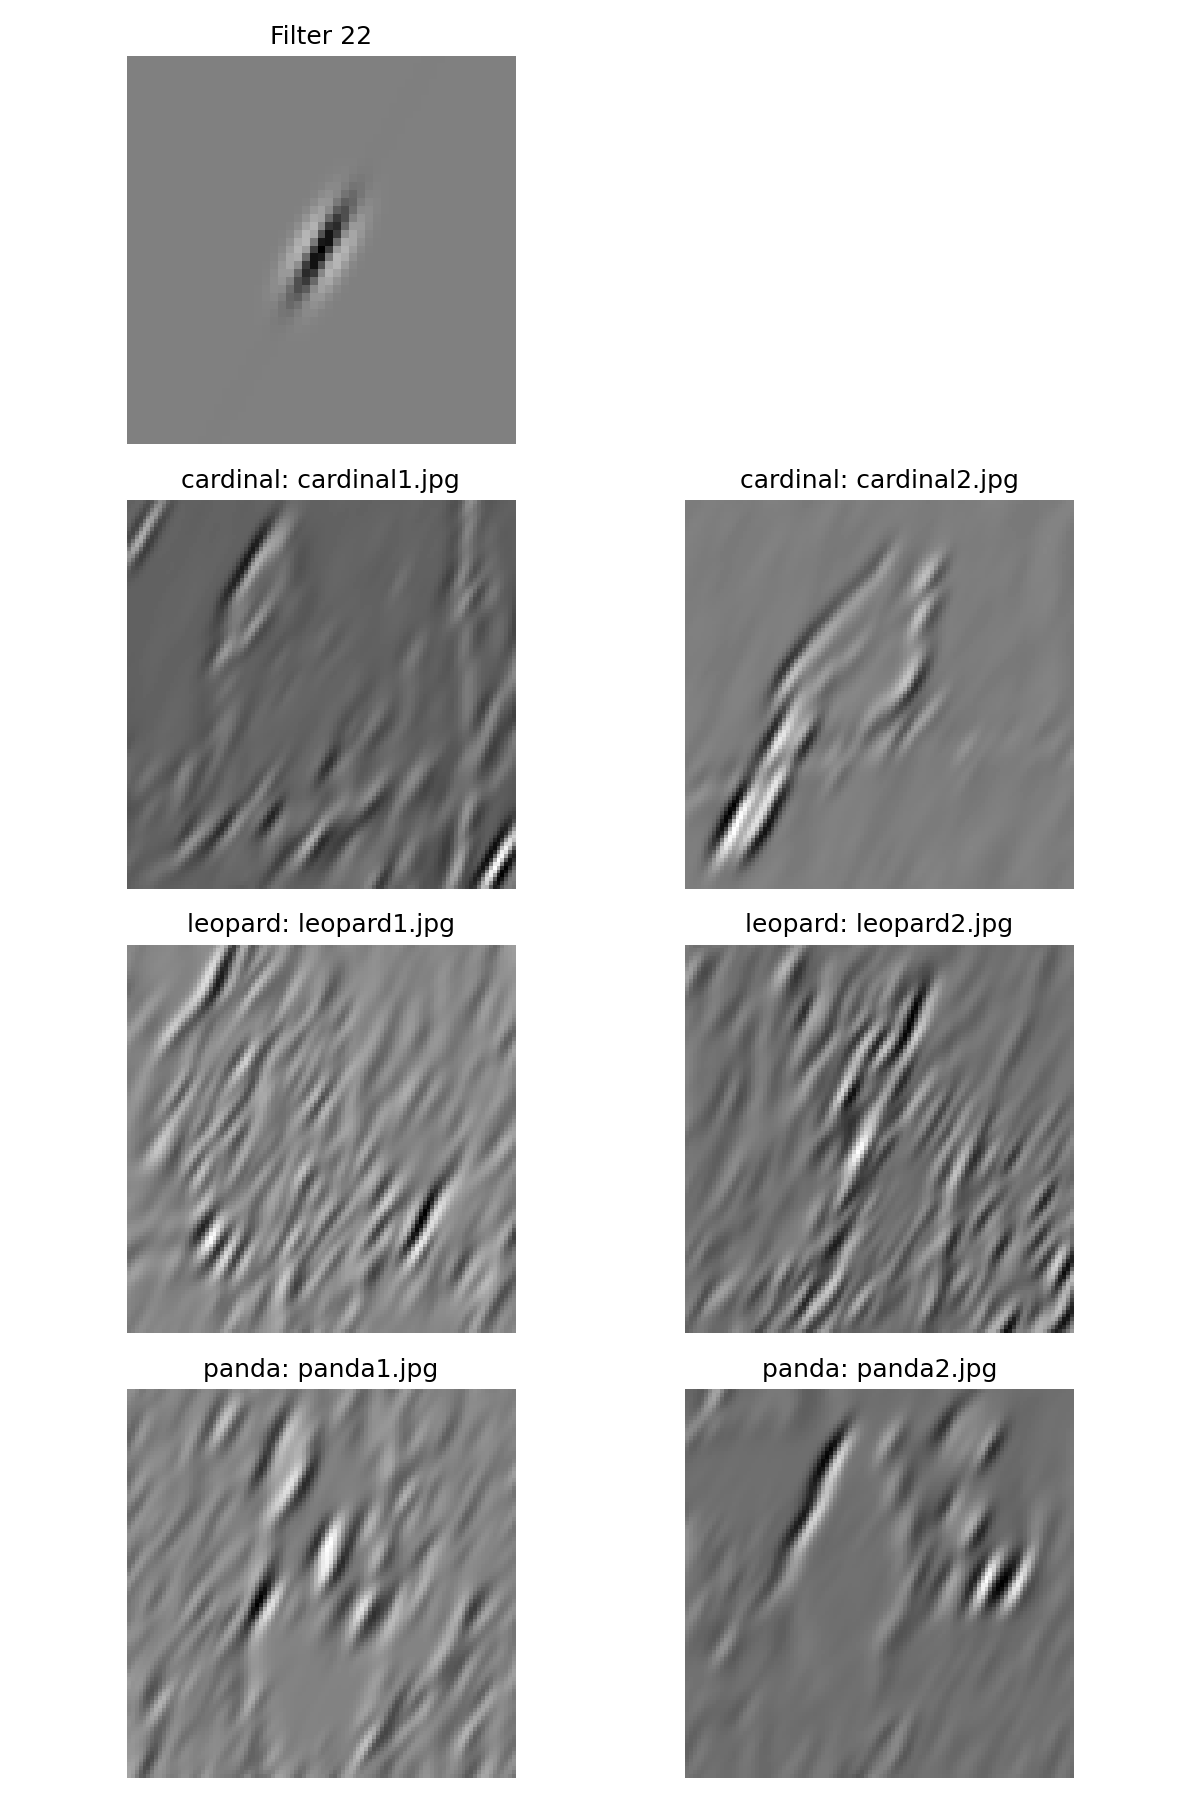 Filter 22
cardinal: cardinal1.jpg
cardinal: cardinal2.jpg
leopard: leopard1.jpg
leopard: leopard2.jpg
panda: panda1.jpg
panda: panda2.jpg